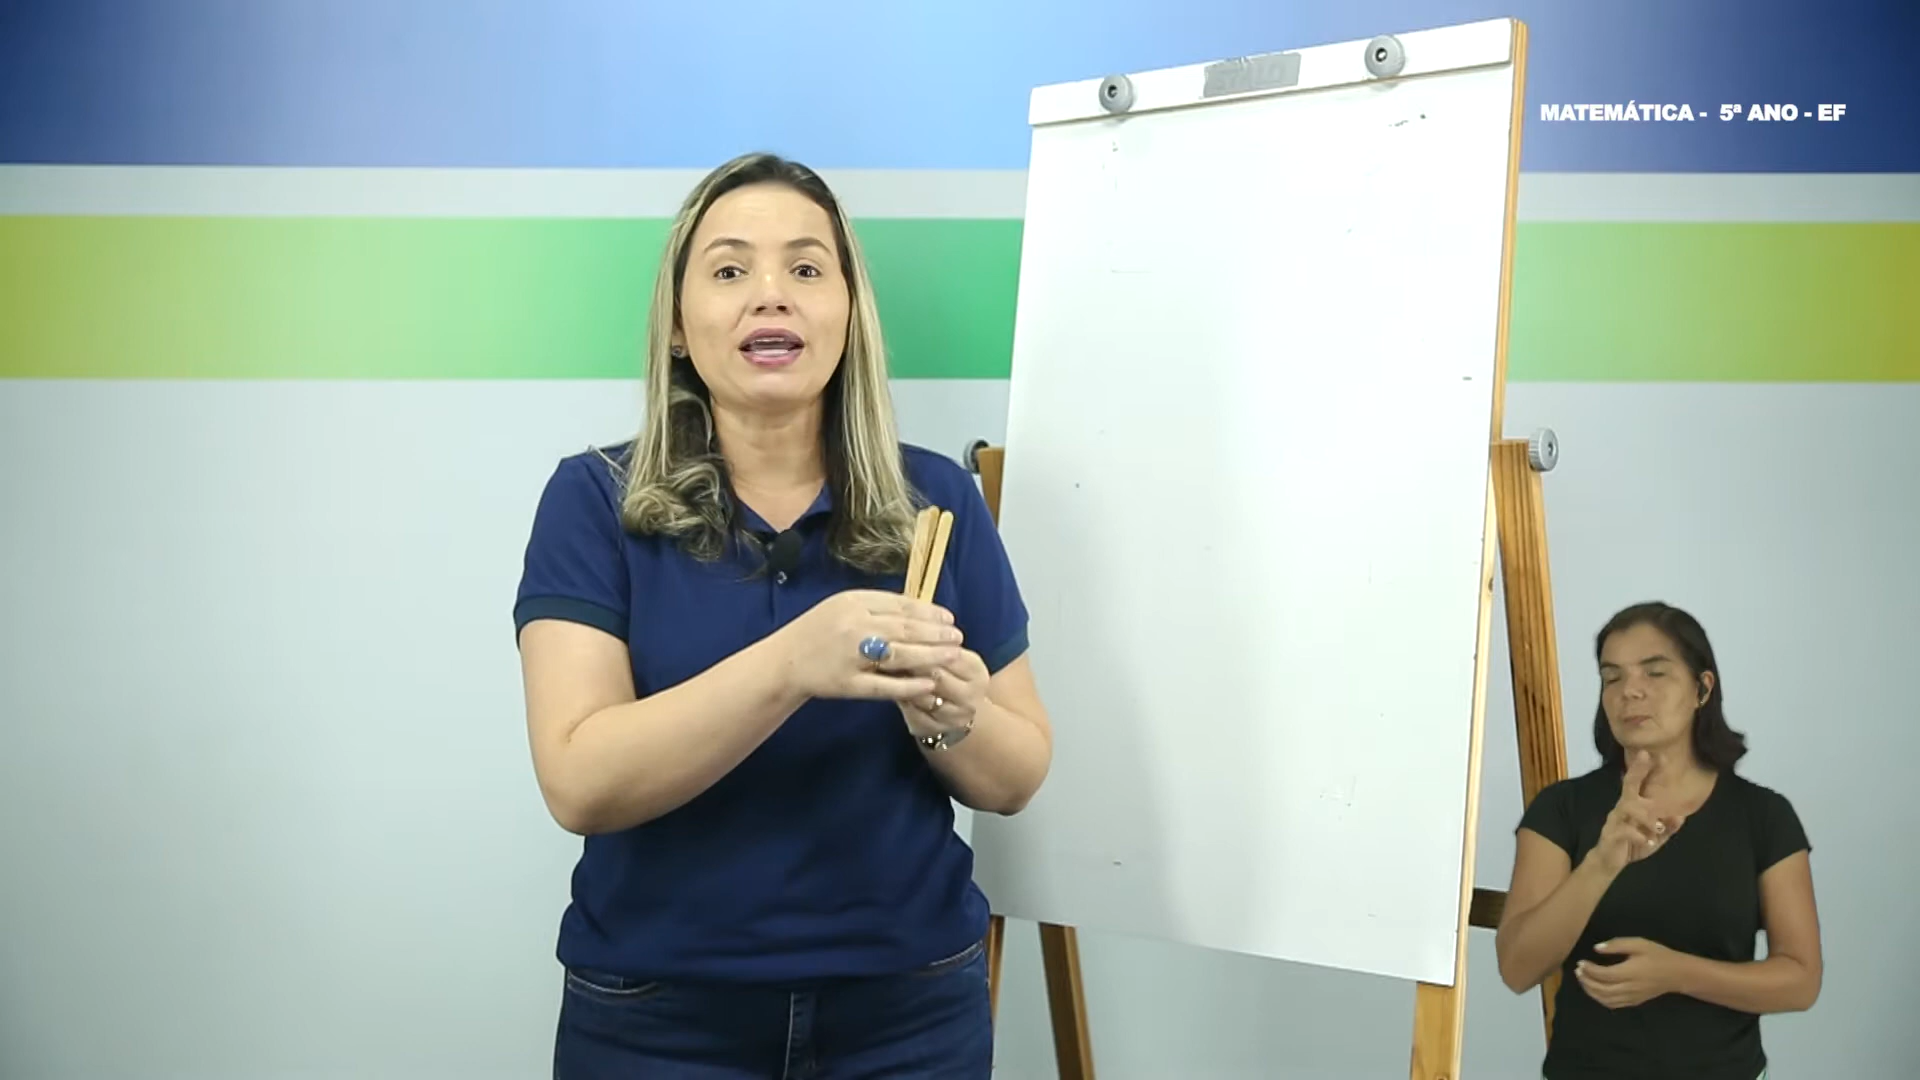 MATEMÁTICA - 5ª ANO - EF